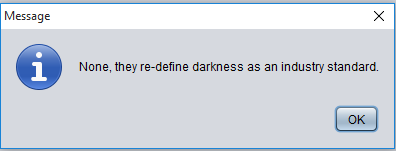 Message
None, they re-define darkness as an industry standard.
OK